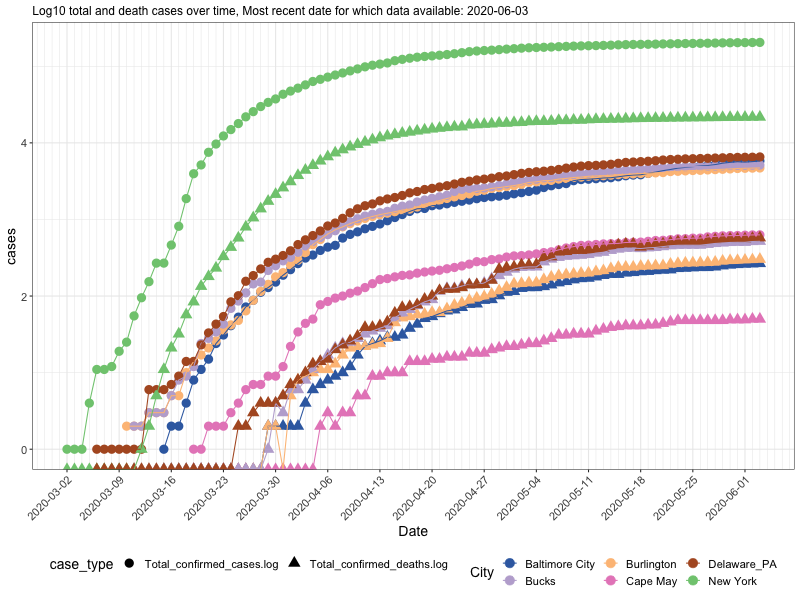 Log10 total and death cases over time, Most recent date for which data available: 2020-06-03
cases
4
2
0
2020-03-02
2020-03-09
2020-03-16
2020-03-23
2020-03-30
2020-04-06
2020-04-13
2020-04-20
2020-04-27
2020-05-04
2020-05-11
2020-05-18
2020-05-25
2020-06-01
Date
case_type
Total_confirmed_cases.log
Total_confirmed_deaths.log
City
Baltimore City
Burlington
Delaware_PA
Bucks
Cape May
New York